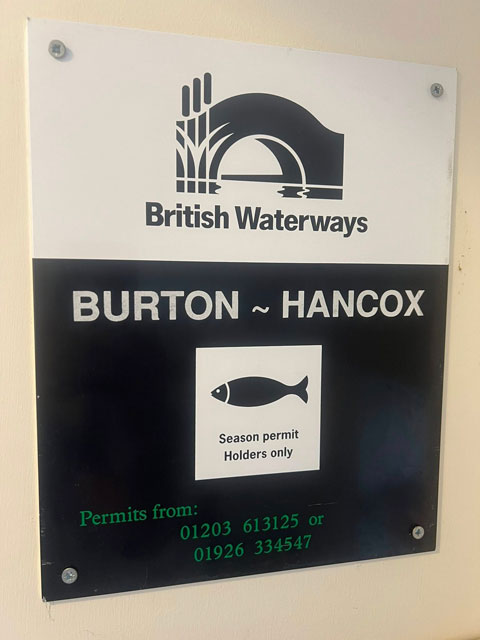 British Waterways
BURTON ~ HANCOX
Season permit
Holders only
Permits from:
01203 613125 or
01926 334547